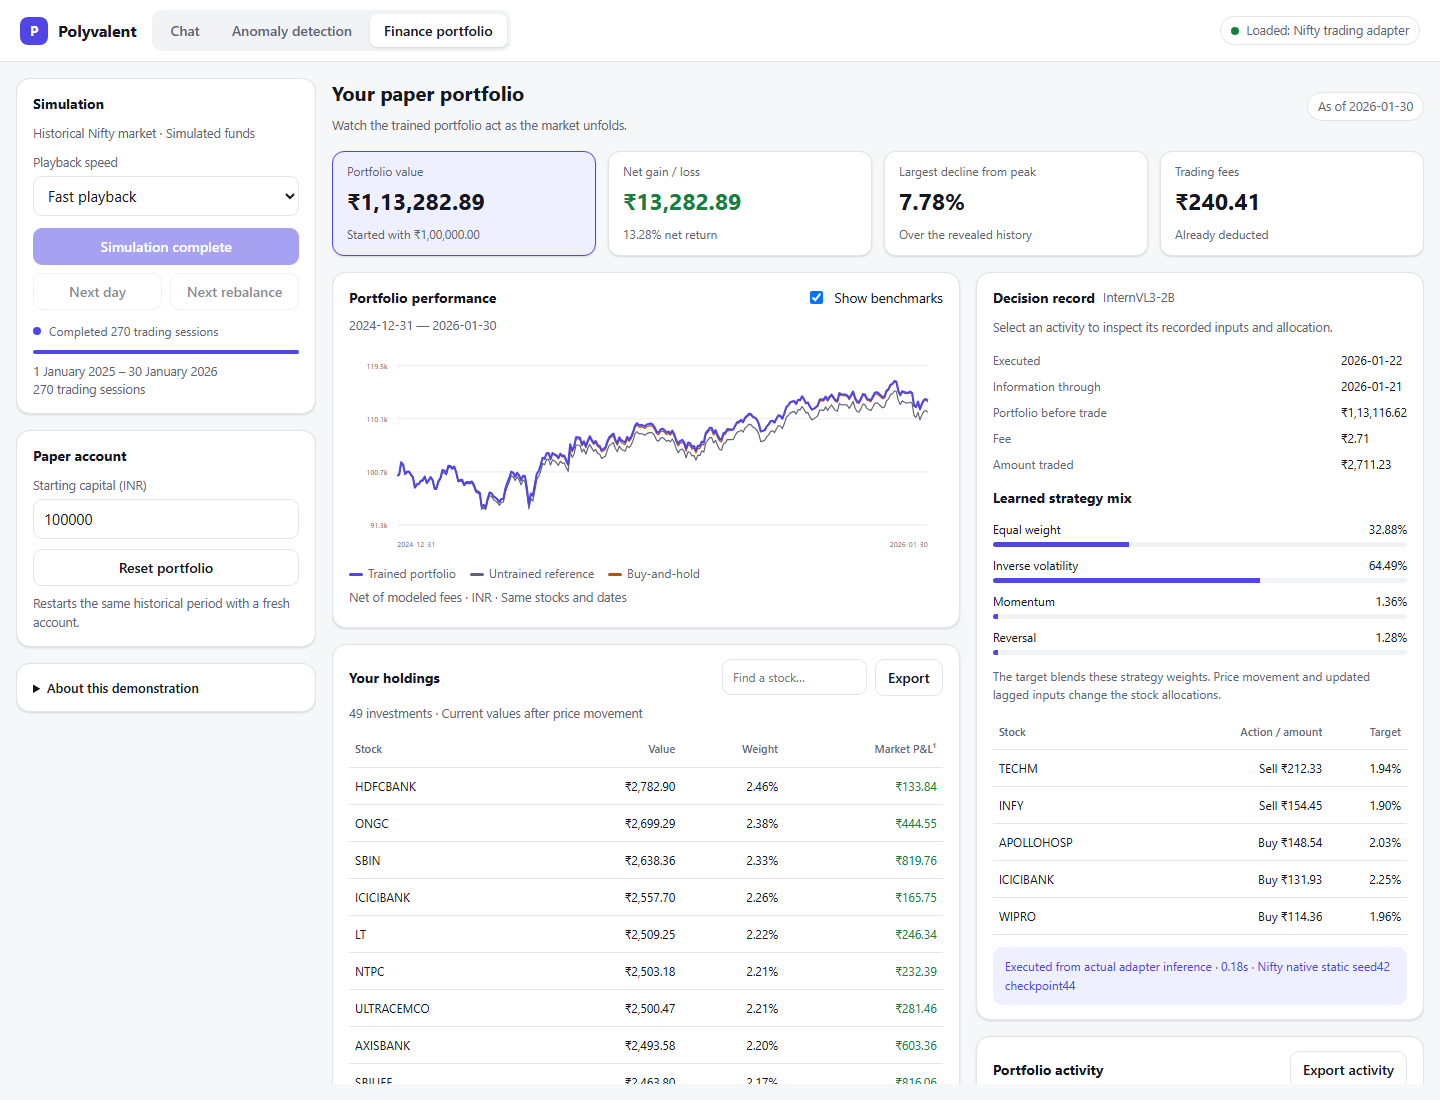 P Polyvalent Chat Anomaly detection Finance portfolio Loaded: Nifty trading adapter
Simulation
Historical Nifty market · Simulated funds
Playback speed
Fast playback
Simulation complete
Next day Next rebalance
Completed 270 trading sessions
1 January 2025 – 30 January 2026
270 trading sessions
Paper account
Starting capital (INR)
100000
Reset portfolio
Restarts the same historical period with a fresh
account.
About this demonstration
Your paper portfolio
Watch the trained portfolio act as the market unfolds.
As of 2026-01-30
Portfolio value
₹1,13,282.89
Started with ₹1,00,000.00
Net gain / loss
₹13,282.89
13.28% net return
Largest decline from peak
7.78%
Over the revealed history
Trading fees
₹240.41
Already deducted
Portfolio performance Show benchmarks
2024-12-31 — 2026-01-30
119.5k
110.1k
100.7k
91.3k
2024-12-31 2026-01-30
Trained portfolio Untrained reference Buy-and-hold
Net of modeled fees · INR · Same stocks and dates
Your holdings Find a stock... Export
49 investments · Current values after price movement
Stock Value Weight Market P&L¹
HDFCBANK ₹2,782.90 2.46% ₹133.84
ONGC ₹2,699.29 2.38% ₹444.55
SBIN ₹2,638.36 2.33% ₹819.76
ICICIBANK ₹2,557.70 2.26% ₹165.75
LT ₹2,509.25 2.22% ₹246.34
NTPC ₹2,503.18 2.21% ₹232.39
ULTRACEMCO ₹2,500.47 2.21% ₹281.46
AXISBANK ₹2,493.58 2.20% ₹603.36
SBILIFE ₹2,463.80 2.17% ₹816.06
Decision record InternVL3-2B
Select an activity to inspect its recorded inputs and allocation.
Executed 2026-01-22
Information through 2026-01-21
Portfolio before trade ₹1,13,116.62
Fee ₹2.71
Amount traded ₹2,711.23
Learned strategy mix
Equal weight 32.88%
Inverse volatility 64.49%
Momentum 1.36%
Reversal 1.28%
The target blends these strategy weights. Price movement and updated
lagged inputs change the stock allocations.
Stock Action / amount Target
TECHM Sell ₹212.33 1.94%
INFY Sell ₹154.45 1.90%
APOLLOHOSP Buy ₹148.54 2.03%
ICICIBANK Buy ₹131.93 2.25%
WIPRO Buy ₹114.36 1.96%
Executed from actual adapter inference · 0.18s · Nifty native static seed42
checkpoint44
Portfolio activity Export activity